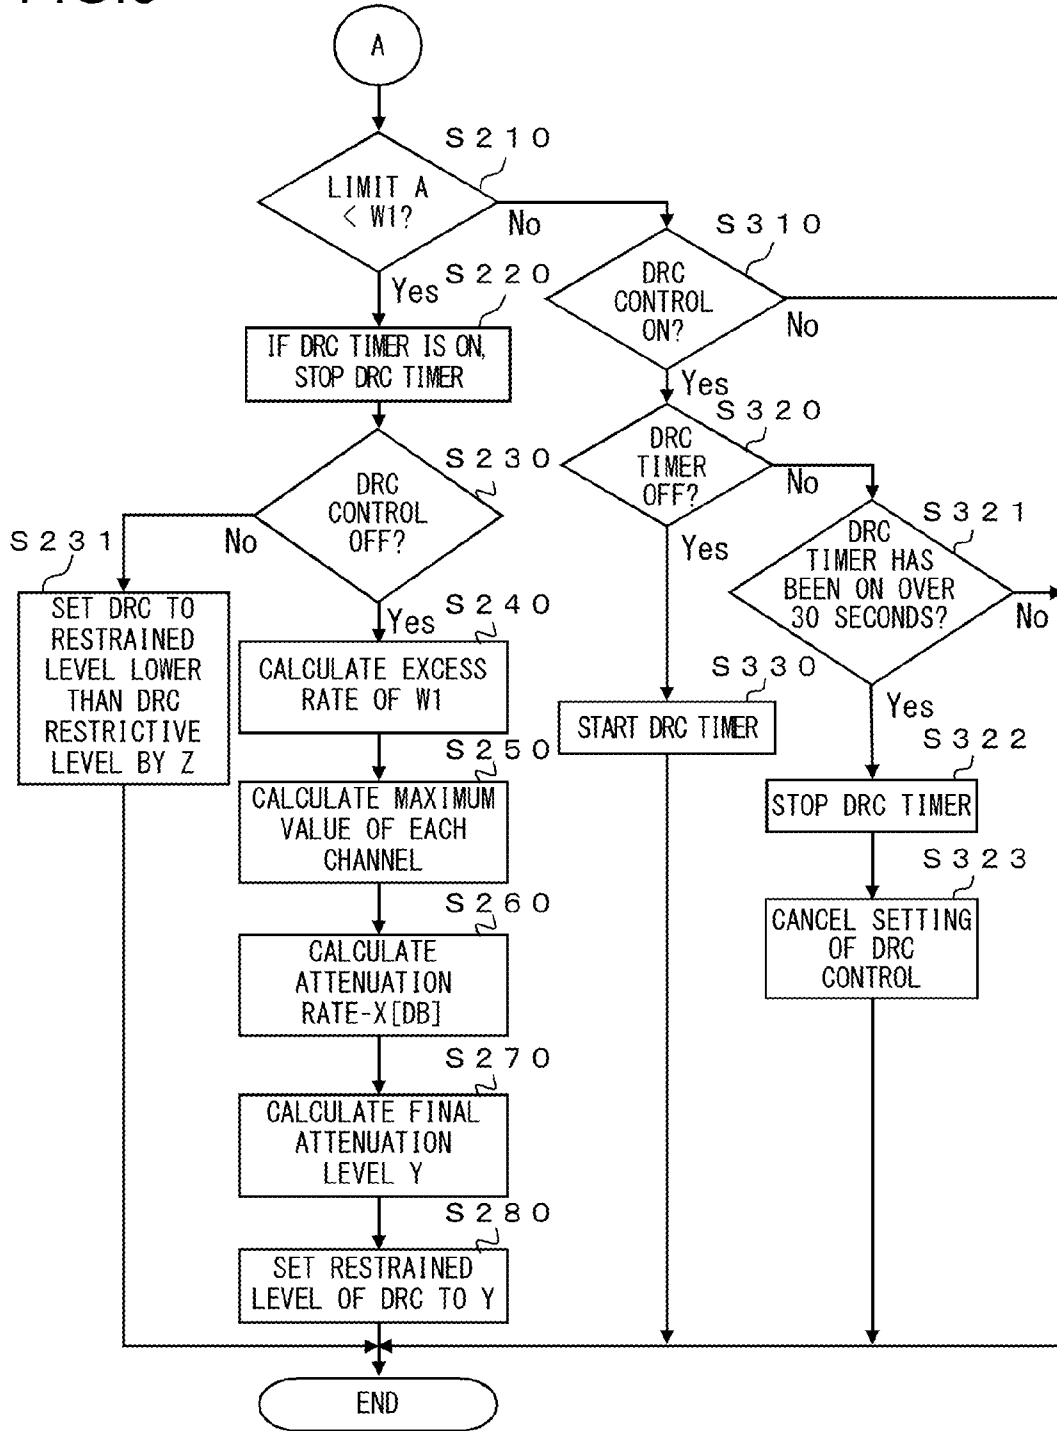 A
S210
LIMIT A
< W1?
No
Yes
S220
IF DRC TIMER IS ON,
STOP DRC TIMER
S230
DRC
CONTROL
OFF?
No
Yes
S231
SET DRC TO
RESTRAINED
LEVEL LOWER
THAN DRC
RESTRICTIVE
LEVEL BY Z
S240
CALCULATE EXCESS
RATE OF W1
S250
CALCULATE MAXIMUM
VALUE OF EACH
CHANNEL
S260
CALCULATE
ATTENUATION
RATE-X[DB]
S270
CALCULATE FINAL
ATTENUATION
LEVEL Y
S280
SET RESTRAINED
LEVEL OF DRC TO Y
END
S310
DRC
CONTROL
ON?
No
Yes
S320
DRC
TIMER
OFF?
No
Yes
S321
DRC
TIMER HAS
BEEN ON OVER
30 SECONDS?
No
Yes
S330
START DRC TIMER
S322
STOP DRC TIMER
S323
CANCEL SETTING
OF DRC
CONTROL